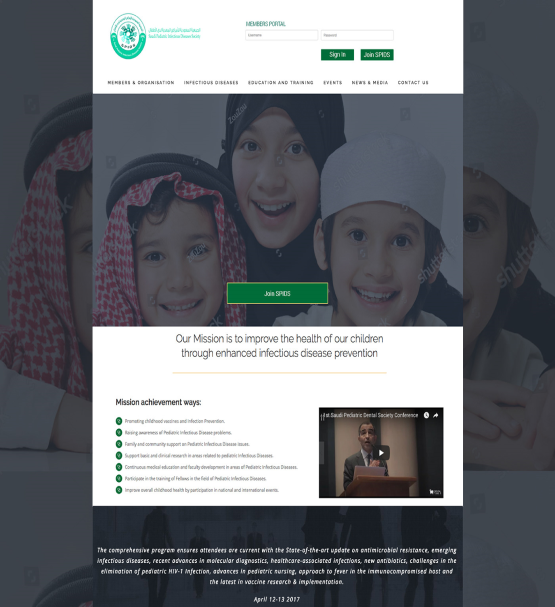 Saudi Pediatric Infectious Diseases Society
SPIDS
MEMBERS PORTAL
Username
Password
Sign In
Join SPIDS
MEMBERS & ORGANISATION
INFECTIOUS DISEASES
EDUCATION AND TRAINING
EVENTS
NEWS & MEDIA
CONTACT US
Join SPIDS
Our Mission is to improve the health of our children
through enhanced infectious disease prevention
Mission achievement ways:
Promoting childhood vaccines and Infection Prevention.
Raising awareness of Pediatric Infectious Disease problems.
Family and community support on Pediatric Infectious Disease issues.
Support basic and clinical research in areas related to pediatric Infectious Diseases.
Continuous medical education and faculty development in areas of Pediatric Infectious Diseases.
Participate in the training of Fellows in the field of Pediatric Infectious Diseases.
Improve overall childhood health by participation in national and international events.
st Saudi Pediatric Dental Society Conference
The comprehensive program ensures attendees are current with the State-of-the-art update on antimicrobial resistance, emerging
infectious diseases, recent advances in molecular diagnostics, healthcare-associated infections, new antibiotics, challenges in the
elimination of pediatric HIV-1 Infection, advances in pediatric nursing, approach to fever in the immunocompromised host and
the latest in vaccine research & implementation.
April 12-13 2017